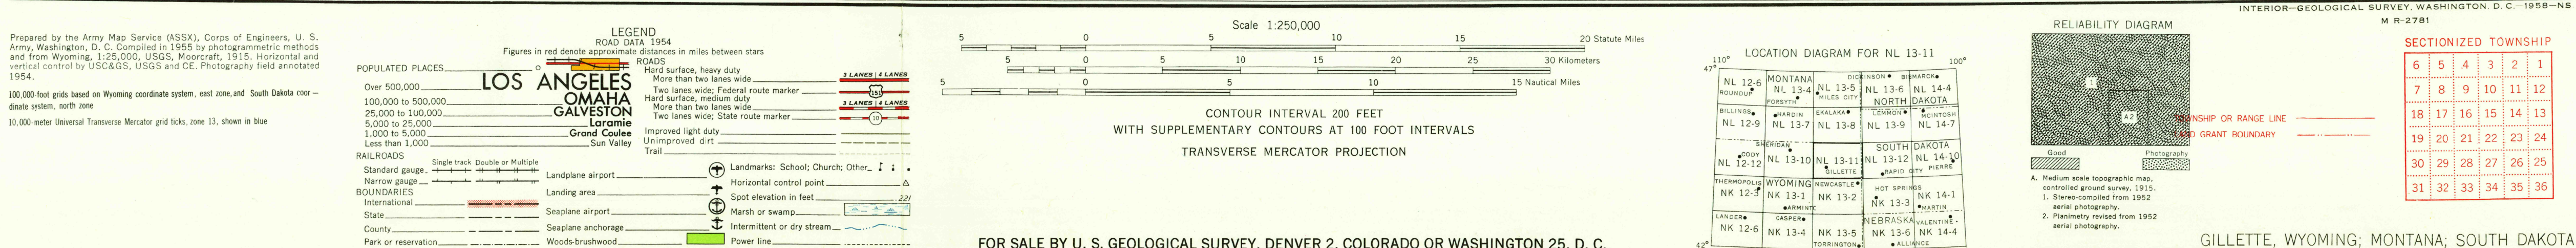 Prepared by the Army Map Service (ASSX), Corps of Engineers, U. S.
Army, Washington, D. C. Compiled in 1955 by photogrammetric methods
and from Wyoming, 1:25,000, USGS, Moorcraft, 1915. Horizontal and
vertical control by USC&GS, USGS and CE. Photography field annotated
1954.
100,000-foot grids based on Wyoming coordinate system, east zone, and South Dakota coor—
dinate system, north zone
10,000-meter Universal Transverse Mercator grid ticks, zone 13, shown in blue
LEGEND
ROAD DATA 1954
Figures in red denote approximate distances in miles between stars
POPULATED PLACES
Over 500,000 LOS ANGELES
100,000 to 500,000 OMAHA
25,000 to 100,000 GALVESTON
5,000 to 25,000 Laramie
1,000 to 5,000 Grand Coulee
Less than 1,000 Sun Valley
RAILROADS
Single track Double or Multiple
Standard gauge
Narrow gauge
BOUNDARIES
International
State
County
Park or reservation
Landplane airport
Landing area
Seaplane airport
Seaplane anchorage
Woods-brushwood
ROADS
Hard surface, heavy duty
More than two lanes wide 3 LANES | 4 LANES
Two lanes wide; Federal route marker 151
Hard surface, medium duty
More than two lanes wide 3 LANES | 4 LANES
Two lanes wide; State route marker 10
Improved light duty
Unimproved dirt
Trail
Landmarks: School; Church; Other
Horizontal control point
Spot elevation in feet 221
Marsh or swamp
Intermittent or dry stream
Power line
Scale 1:250,000
5 0 5 10 15 20 Statute Miles
5 0 5 10 15 20 25 30 Kilometers
5 0 5 10 15 Nautical Miles
CONTOUR INTERVAL 200 FEET
WITH SUPPLEMENTARY CONTOURS AT 100 FOOT INTERVALS
TRANSVERSE MERCATOR PROJECTION
FOR SALE BY U. S. GEOLOGICAL SURVEY, DENVER 2, COLORADO OR WASHINGTON 25, D. C.
LOCATION DIAGRAM FOR NL 13-11
110° 100°
47°
MONTANA DICKINSON BISMARCK
NL 12-6 NL 13-4 NL 13-5 NL 13-6 NL 14-4
ROUNDUP FORSYTH MILES CITY NORTH DAKOTA
BILLINGS HARDIN EKALAKA LEMMON MCINTOSH
NL 12-9 NL 13-7 NL 13-8 NL 13-9 NL 14-7
SHERIDAN SOUTH DAKOTA
CODY
NL 12-12 NL 13-10 NL 13-11 NL 13-12 NL 14-10
GILLETTE RAPID CITY PIERRE
THERMOPOLIS WYOMING NEWCASTLE HOT SPRINGS
NK 12-3 NK 13-1 NK 13-2 NK 13-3 NK 14-1
ARMINTO MARTIN
LANDER CASPER NEBRASKA VALENTINE
NK 12-6 NK 13-4 NK 13-5 NK 13-6 NK 14-4
42° TORRINGTON ALLIANCE
INTERIOR—GEOLOGICAL SURVEY, WASHINGTON, D. C.—1958—NS
M R-2781
RELIABILITY DIAGRAM
1
A2
Good Photography
A. Medium scale topographic map,
controlled ground survey, 1915.
1. Stereo-compiled from 1952
aerial photography.
2. Planimetry revised from 1952
aerial photography.
TOWNSHIP OR RANGE LINE
LAND GRANT BOUNDARY
SECTIONIZED TOWNSHIP
6 5 4 3 2 1
7 8 9 10 11 12
18 17 16 15 14 13
19 20 21 22 23 24
30 29 28 27 26 25
31 32 33 34 35 36
GILLETTE, WYOMING; MONTANA; SOUTH DAKOTA